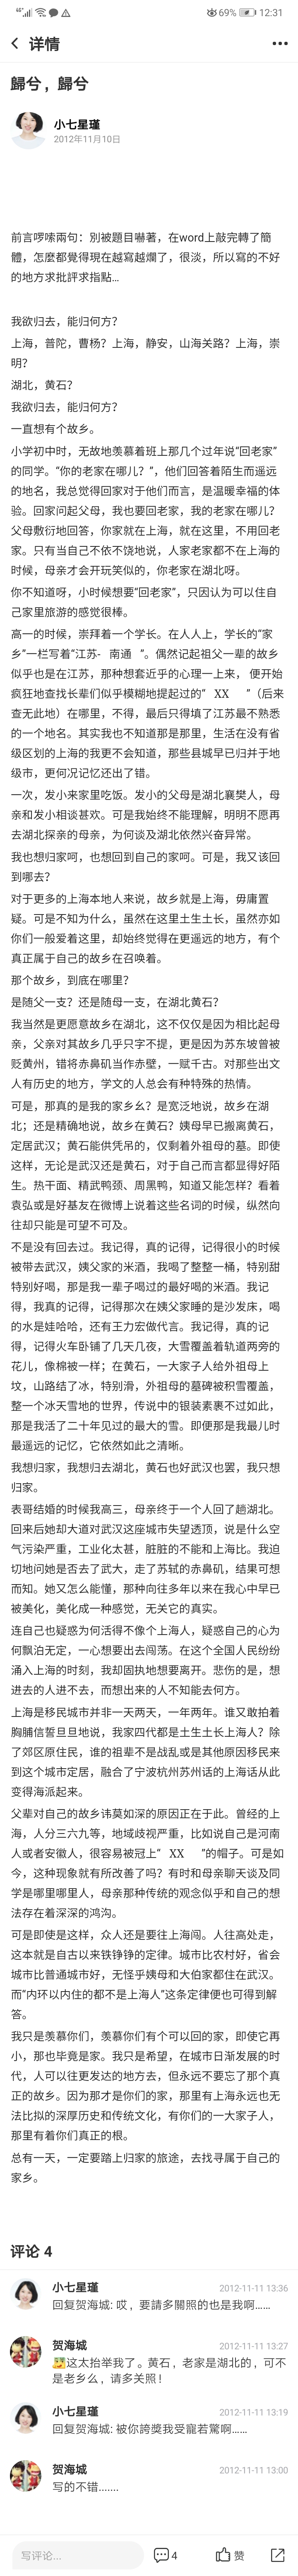 69% 12:31
详情
歸兮，歸兮
小七星瑾
2012年11月10日
前言啰嗦兩句：別被題目嚇著，在word上敲完轉了簡
體，怎麼都覺得現在越寫越爛了，很淡，所以寫的不好
的地方求批評求指點…
我欲归去，能归何方？
上海，普陀，曹杨？上海，静安，山海关路？上海，崇
明？
湖北，黄石？
我欲归去，能归何方？
一直想有个故乡。
小学初中时，无故地羡慕着班上那几个过年说“回老家”
的同学。“你的老家在哪儿？”，他们回答着陌生而遥远
的地名，我总觉得回家对于他们而言，是温暖幸福的体
验。回家问起父母，我也要回老家，我的老家在哪儿？
父母敷衍地回答，你家就在上海，就在这里，不用回老
家。只有当自己不依不饶地说，人家老家都不在上海的
时候，母亲才会开玩笑似的，你老家在湖北呀。
你不知道呀，小时候想要“回老家”，只因为可以住自
己家里旅游的感觉很棒。
高一的时候，崇拜着一个学长。在人人上，学长的“家
乡”一栏写着“江苏-  南通  ”。偶然记起祖父一辈的故乡
似乎也是在江苏，那种想套近乎的心理一上来， 便开始
疯狂地查找长辈们似乎模糊地提起过的“  XX    ”（后来
查无此地）在哪里，不得，最后只得填了江苏最不熟悉
的一个地名。其实我也不知道那是那里，生活在没有省
级区划的上海的我更不会知道，那些县城早已归并于地
级市，更何况记忆还出了错。
一次，发小来家里吃饭。发小的父母是湖北襄樊人，母
亲和发小相谈甚欢。可是我始终不能理解，明明不愿再
去湖北探亲的母亲，为何谈及湖北依然兴奋异常。
我也想归家呵，也想回到自己的家呵。可是，我又该回
到哪去？
对于更多的上海本地人来说，故乡就是上海，毋庸置
疑。可是不知为什么，虽然在这里土生土长，虽然亦如
你们一般爱着这里，却始终觉得在更遥远的地方，有个
真正属于自己的故乡在召唤着。
那个故乡，到底在哪里？
是随父一支？还是随母一支，在湖北黄石？
我当然是更愿意故乡在湖北，这不仅仅是因为相比起母
亲，父亲对其故乡几乎只字不提，更是因为苏东坡曾被
贬黄州，错将赤鼻矶当作赤壁，一赋千古。对那些出文
人有历史的地方，学文的人总会有种特殊的热情。
可是，那真的是我的家乡幺？是宽泛地说，故乡在湖
北；还是精确地说，故乡在黄石？姨母早已搬离黄石，
定居武汉；黄石能供凭吊的，仅剩着外祖母的墓。即使
这样，无论是武汉还是黄石，对于自己而言都显得好陌
生。热干面、精武鸭颈、周黑鸭，知道又能怎样？看着
袁弘或是好基友在微博上说着这些名词的时候，纵然向
往却只能是可望不可及。
不是没有回去过。我记得，真的记得，记得很小的时候
被带去武汉，姨父家的米酒，我喝了整整一桶，特别甜
特别好喝，那是我一辈子喝过的最好喝的米酒。我记
得，我真的记得，记得那次在姨父家睡的是沙发床，喝
的水是娃哈哈，还有王力宏做代言。我记得，真的记
得，记得火车卧铺了几天几夜，大雪覆盖着轨道两旁的
花儿，像棉被一样；在黄石，一大家子人给外祖母上
坟，山路结了冰，特别滑，外祖母的墓碑被积雪覆盖，
整一个冰天雪地的世界，传说中的银装素裹不过如此，
那是我活了二十年见过的最大的雪。即便那是我最儿时
最遥远的记忆，它依然如此之清晰。
我想归家，我想归去湖北，黄石也好武汉也罢，我只想
归家。
表哥结婚的时候我高三，母亲终于一个人回了趟湖北。
回来后她却大道对武汉这座城市失望透顶，说是什么空
气污染严重，工业化太甚，脏脏的不能和上海比。我迫
切地问她是否去了武大，走了苏轼的赤鼻矶，结果可想
而知。她又怎么能懂，那种向往多年以来在我心中早已
被美化，美化成一种感觉，无关它的真实。
连自己也疑惑为何活得不像个上海人，疑惑自己的心为
何飘泊无定，一心想要出去闯荡。在这个全国人民纷纷
涌入上海的时刻，我却固执地想要离开。悲伤的是，想
进去的人进不去，而想出来的人不知能去何方。
上海是移民城市并非一天两天，一年两年。谁又敢拍着
胸脯信誓旦旦地说，我家四代都是土生土长上海人？除
了郊区原住民，谁的祖辈不是战乱或是其他原因移民来
到这个城市定居，融合了宁波杭州苏州话的上海话从此
变得海派起来。
父辈对自己的故乡讳莫如深的原因正在于此。曾经的上
海，人分三六九等，地域歧视严重，比如说自己是河南
人或者安徽人，很容易被冠上“  XX    ”的帽子。可是如
今，这种现象就有所改善了吗？有时和母亲聊天谈及同
学是哪里哪里人，母亲那种传统的观念似乎和自己的想
法存在着深深的鸿沟。
可是即使是这样，众人还是要往上海闯。人往高处走，
这本就是自古以来铁铮铮的定律。城市比农村好，省会
城市比普通城市好，无怪乎姨母和大伯家都住在武汉。
而“内环以内住的都不是上海人”这条定律便也可得到解
答。
我只是羡慕你们，羡慕你们有个可以回的家，即使它再
小，那也毕竟是家。我只是希望，在城市日渐发展的时
代，人可以往更发达的地方去，但永远不要忘了那个真
正的故乡。因为那才是你们的家，那里有上海永远也无
法比拟的深厚历史和传统文化，有你们的一大家子人，
那里有着你们真正的根。
总有一天，一定要踏上归家的旅途，去找寻属于自己的
家乡。
评论 4
小七星瑾 2012-11-11 13:36
回复贺海城: 哎，要請多關照的也是我啊……
贺海城 2012-11-11 13:27
这太抬举我了。黄石，老家是湖北的，可不
是老乡么，请多关照！
小七星瑾 2012-11-11 13:19
回复贺海城: 被你誇獎我受寵若驚啊……
贺海城 2012-11-11 13:00
写的不错……
写评论... 4 赞